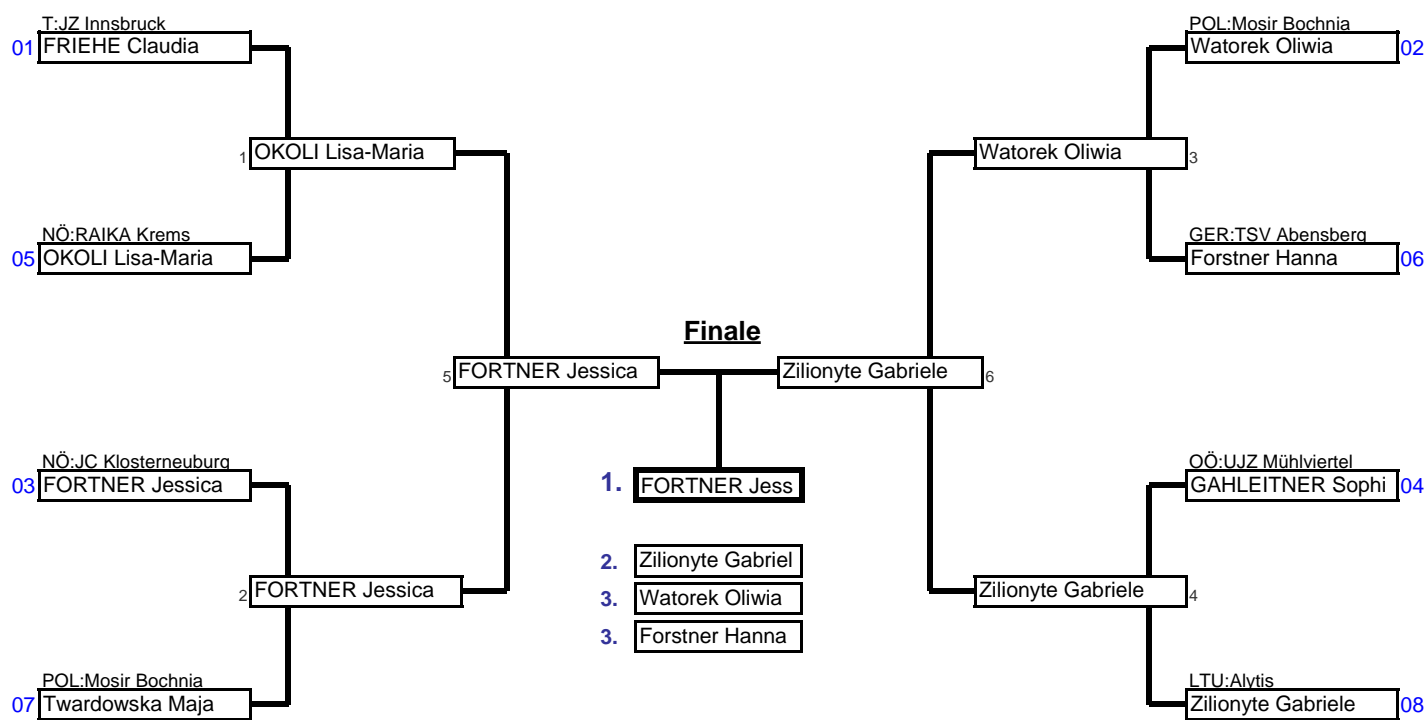 T:JZ Innsbruck
01 FRIEHE Claudia
1 OKOLI Lisa-Maria
NÖ:RAIKA Krems
05 OKOLI Lisa-Maria
5 FORTNER Jessica
NÖ:JC Klosterneuburg
03 FORTNER Jessica
2 FORTNER Jessica
POL:Mosir Bochnia
07 Twardowska Maja
Finale
1. FORTNER Jess
2. Zilionyte Gabriel
3. Watorek Oliwia
3. Forstner Hanna
POL:Mosir Bochnia
Watorek Oliwia 02
Watorek Oliwia 3
GER:TSV Abensberg
Forstner Hanna 06
Zilionyte Gabriele 6
OÖ:UJZ Mühlviertel
GAHLEITNER Sophi 04
Zilionyte Gabriele 4
LTU:Alytis
Zilionyte Gabriele 08